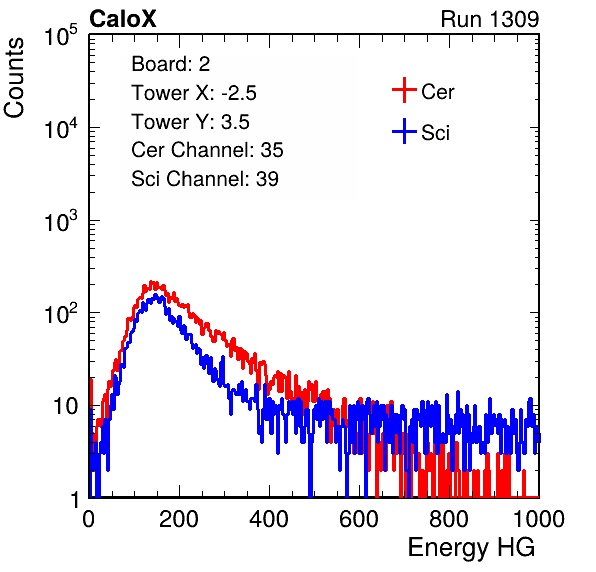 CaloX Run 1309
Counts
Board: 2
Tower X: -2.5
Tower Y: 3.5
Cer Channel: 35
Sci Channel: 39
Cer
Sci
10^5
10^4
10^3
10^2
10
1
0 200 400 600 800 1000
Energy HG